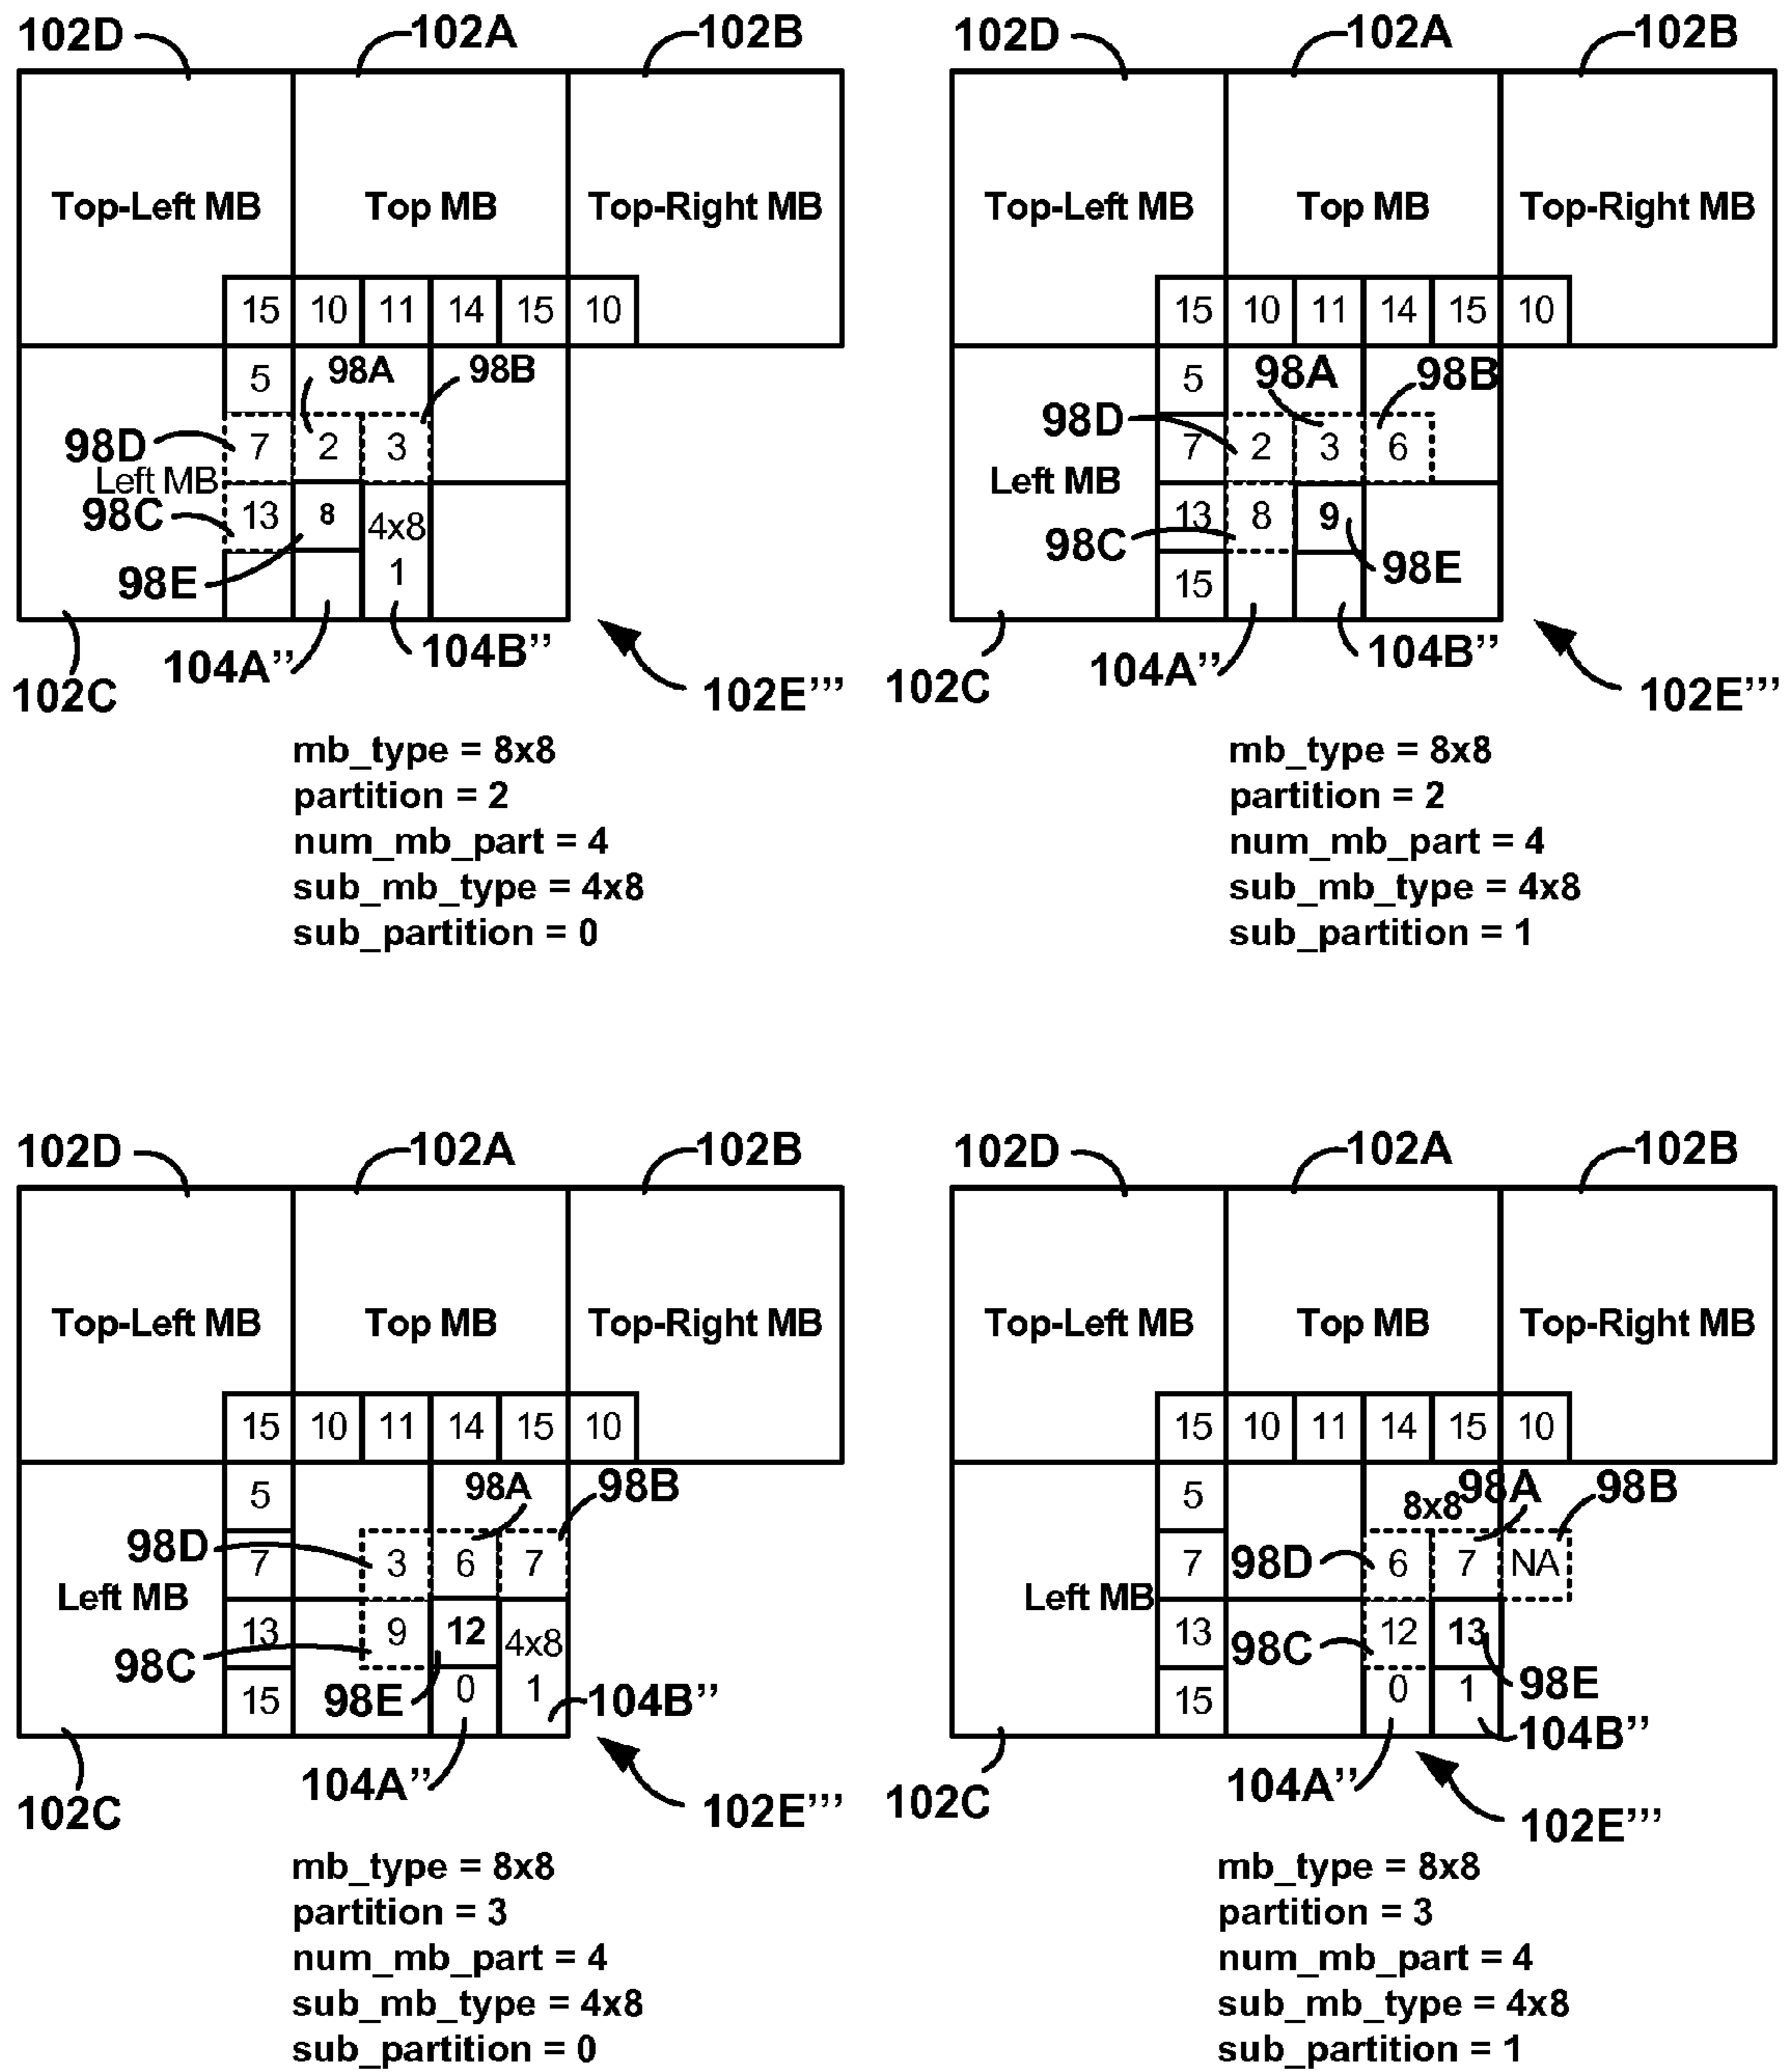 102D 102A 102B
Top-Left MB Top MB Top-Right MB
15 10 11 14 15 10
5 98A 98B
98D 7 2 3
Left MB
98C 13 8 4x8
98E 1
104A’’ 104B’’
102C 102E’’’
mb_type = 8x8
partition = 2
num_mb_part = 4
sub_mb_type = 4x8
sub_partition = 0
102D 102A 102B
Top-Left MB Top MB Top-Right MB
15 10 11 14 15 10
5 98A 98B
98D 7 2 3 6
Left MB
13 8 9
98C 98E
15
104A’’ 104B’’
102C 102E’’’
mb_type = 8x8
partition = 2
num_mb_part = 4
sub_mb_type = 4x8
sub_partition = 1
102D 102A 102B
Top-Left MB Top MB Top-Right MB
15 10 11 14 15 10
5 98A 98B
98D 7 3 6 7
Left MB
13 9 12 4x8
98C
15 98E 0 1 104B’’
104A’’
102C 102E’’’
mb_type = 8x8
partition = 3
num_mb_part = 4
sub_mb_type = 4x8
sub_partition = 0
102D 102A 102B
Top-Left MB Top MB Top-Right MB
15 10 11 14 15 10
5 8x8 98A 98B
7 98D 6 7 NA
Left MB
13 98C 12 13
15 0 1 98E
104B’’
104A’’
102C 102E’’’
mb_type = 8x8
partition = 3
num_mb_part = 4
sub_mb_type = 4x8
sub_partition = 1